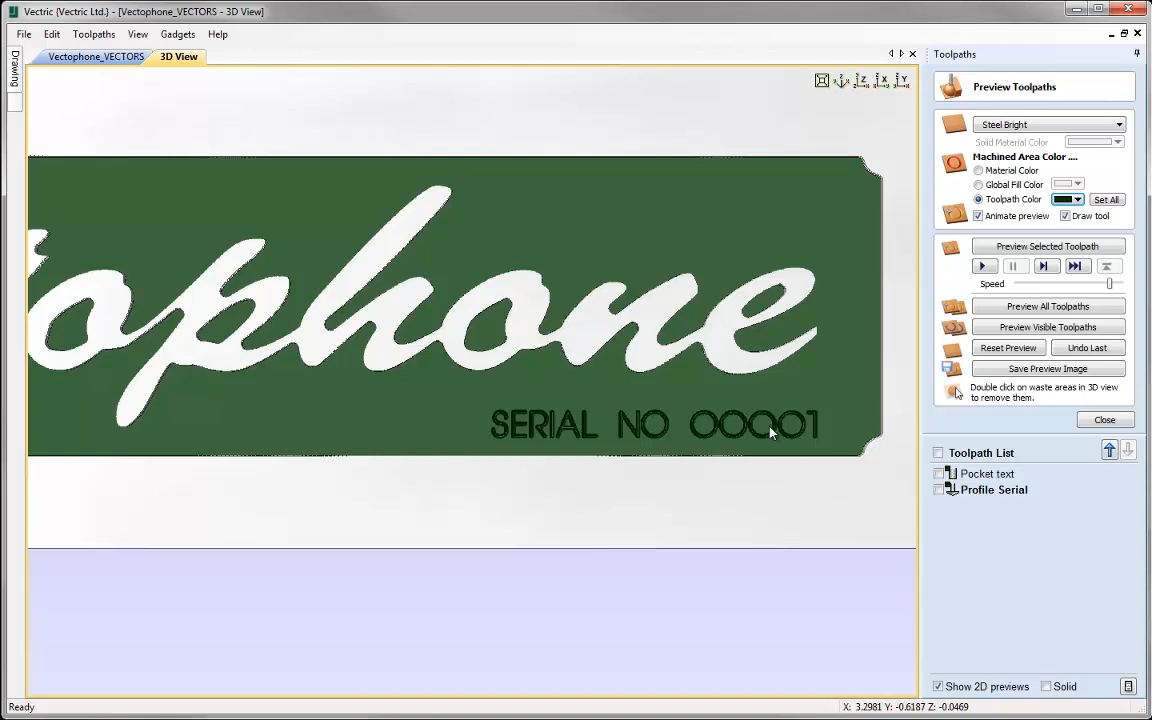 Vectric {Vectric Ltd.} - [Vectophone_VECTORS - 3D View]
File Edit Toolpaths View Gadgets Help
Vectophone_VECTORS 3D View
Drawing
Z X Y
tophone
SERIAL NO 00001
Toolpaths
Preview Toolpaths
Steel Bright
Solid Material Color
Machined Area Color ....
Material Color
Global Fill Color
Toolpath Color Set All
Animate preview Draw tool
Preview Selected Toolpath
Speed
Preview All Toolpaths
Preview Visible Toolpaths
Reset Preview Undo Last
Save Preview Image
Double click on waste areas in 3D view
to remove them.
Close
Toolpath List
Pocket text
Profile Serial
Show 2D previews Solid
Ready X: 3.2981 Y: -0.6187 Z: -0.0469